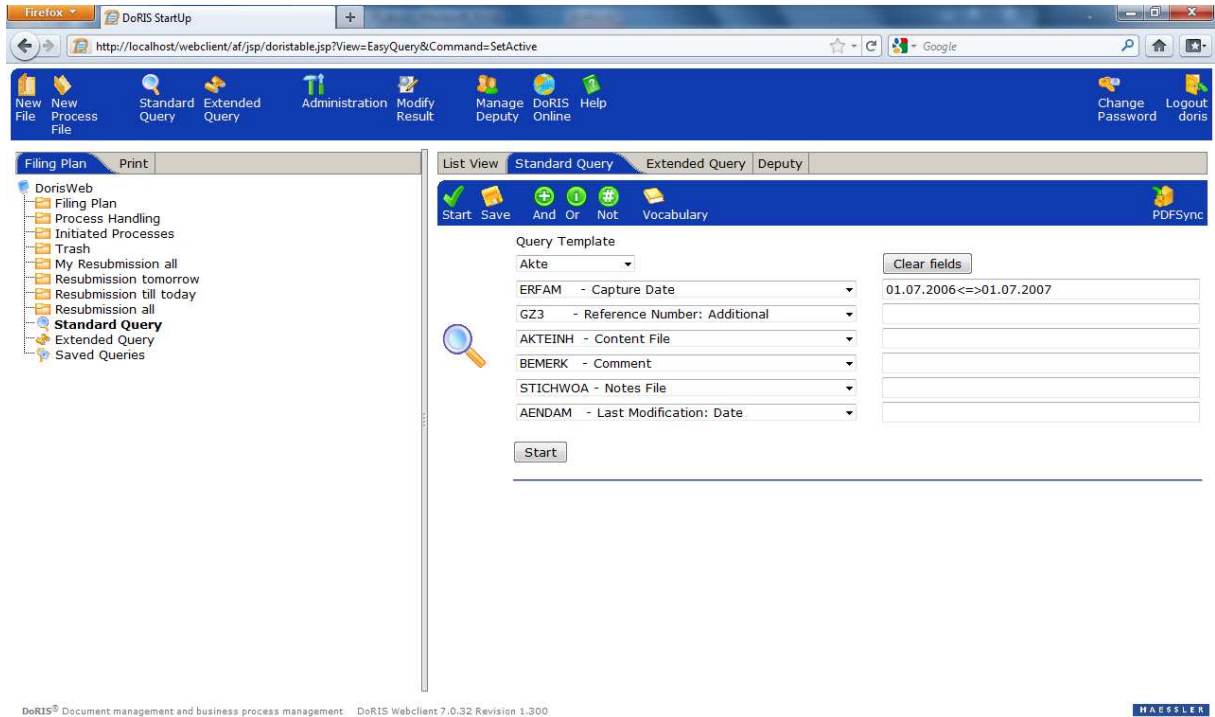 Firefox
DoRIS StartUp
+
http://localhost/webclient/af/jsp/doristable.jsp?View=EasyQuery&Command=SetActive
Google
New File
New Process File
Standard Query
Extended Query
Administration
Modify Result
Manage Deputy
DoRIS Online
Help
Change Password
Logout doris
Filing Plan
Print
DorisWeb
Filing Plan
Process Handling
Initiated Processes
Trash
My Resubmission all
Resubmission tomorrow
Resubmission till today
Resubmission all
Standard Query
Extended Query
Saved Queries
List View
Standard Query
Extended Query
Deputy
Start
Save
And
Or
Not
Vocabulary
PDFSync
Query Template
Akte
Clear fields
ERFAM - Capture Date
01.07.2006<=>01.07.2007
GZ3 - Reference Number: Additional
AKTEINH - Content File
BEMERK - Comment
STICHWOA - Notes File
AENDAM - Last Modification: Date
Start
DoRIS® Document management and business process management DoRIS Webclient 7.0.32 Revision 1.300
HAESSLER